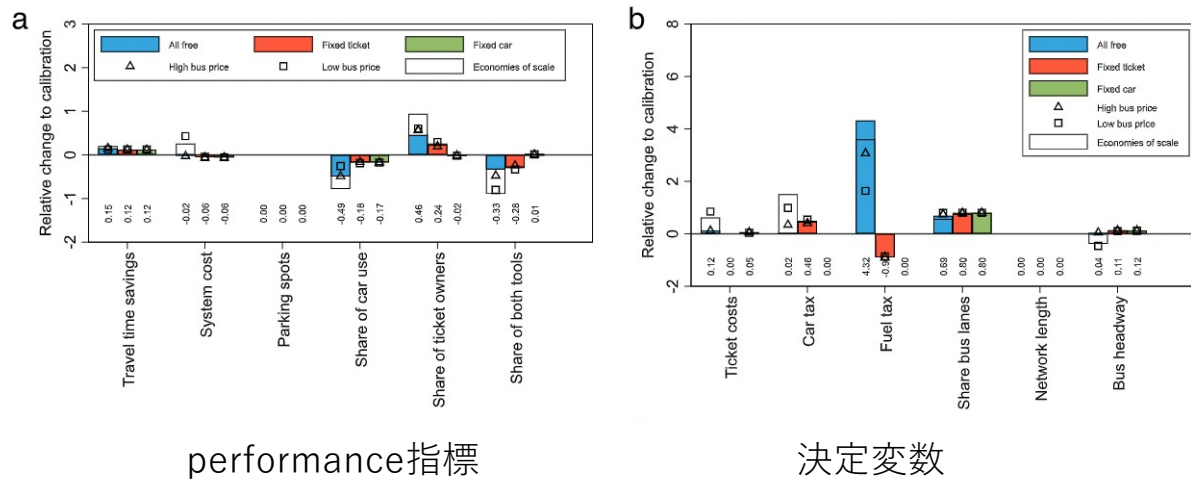 a
3
2
1
0
-1
-2
Relative change to calibration
All free
Fixed ticket
Fixed car
High bus price
Low bus price
Economies of scale
0.15 0.12 0.12
-0.02 -0.06 -0.06
0.00 0.00 0.00
-0.49 -0.18 -0.17
0.46 0.24 -0.02
-0.33 -0.28 0.01
Travel time savings
System cost
Parking spots
Share of car use
Share of ticket owners
Share of both tools
performance指標
b
8
6
4
2
0
-2
Relative change to calibration
All free
Fixed ticket
Fixed car
High bus price
Low bus price
Economies of scale
0.12 0.00 0.05
0.02 0.46 0.00
4.32 0.00
0.69 0.80 0.80
0.00 0.00 0.00
0.04 0.11 0.12
Ticket costs
Car tax
Fuel tax
Share bus lanes
Network length
Bus headway
決定変数